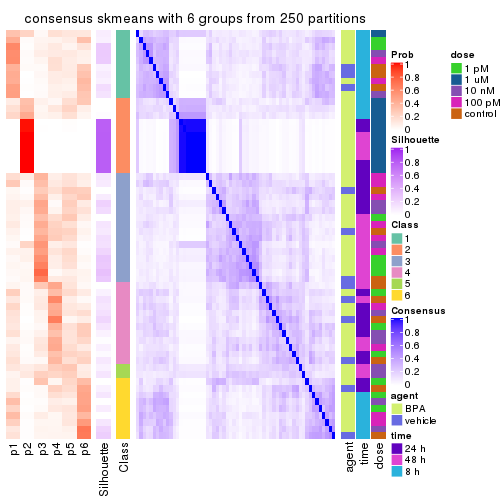 consensus skmeans with 6 groups from 250 partitions
Prob
1
0.8
0.6
0.4
0.2
0
dose
1 pM
1 uM
10 nM
100 pM
control
Silhouette
1
0.8
0.6
0.4
0.2
0
Class
1
2
3
4
5
6
Consensus
1
0.8
0.6
0.4
0.2
0
agent
BPA
vehicle
time
24 h
48 h
8 h
p1
p2
p3
p4
p5
p6
Silhouette
Class
agent
time
dose